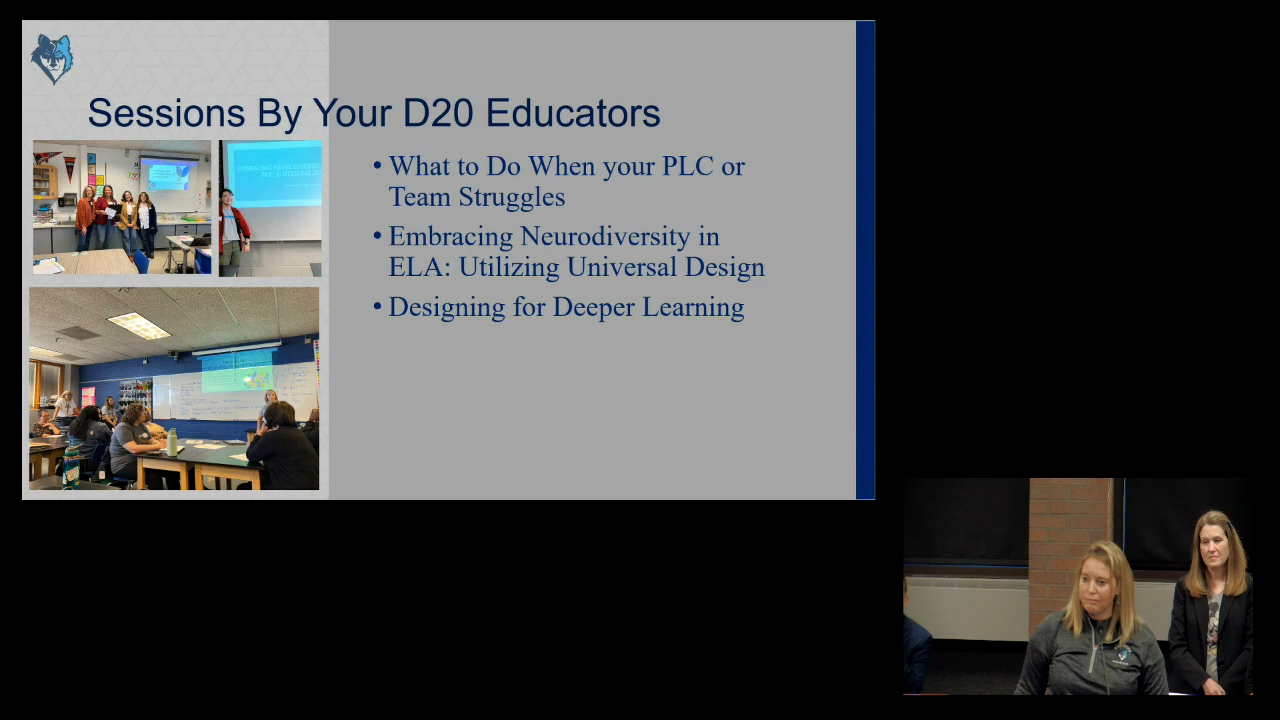 Sessions By Your D20 Educators
• What to Do When your PLC or
Team Struggles
• Embracing Neurodiversity in
ELA: Utilizing Universal Design
• Designing for Deeper Learning